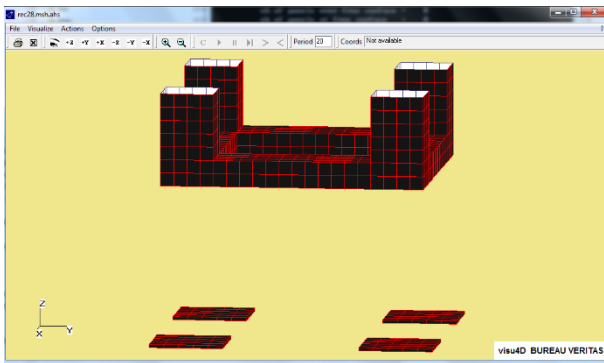 rec28.msh.ahs
File Visualize Actions Options
+Z +Y +X -Z -Y -X C Period 20 Coords Not available
Z
X Y
visu4D BUREAU VERITAS